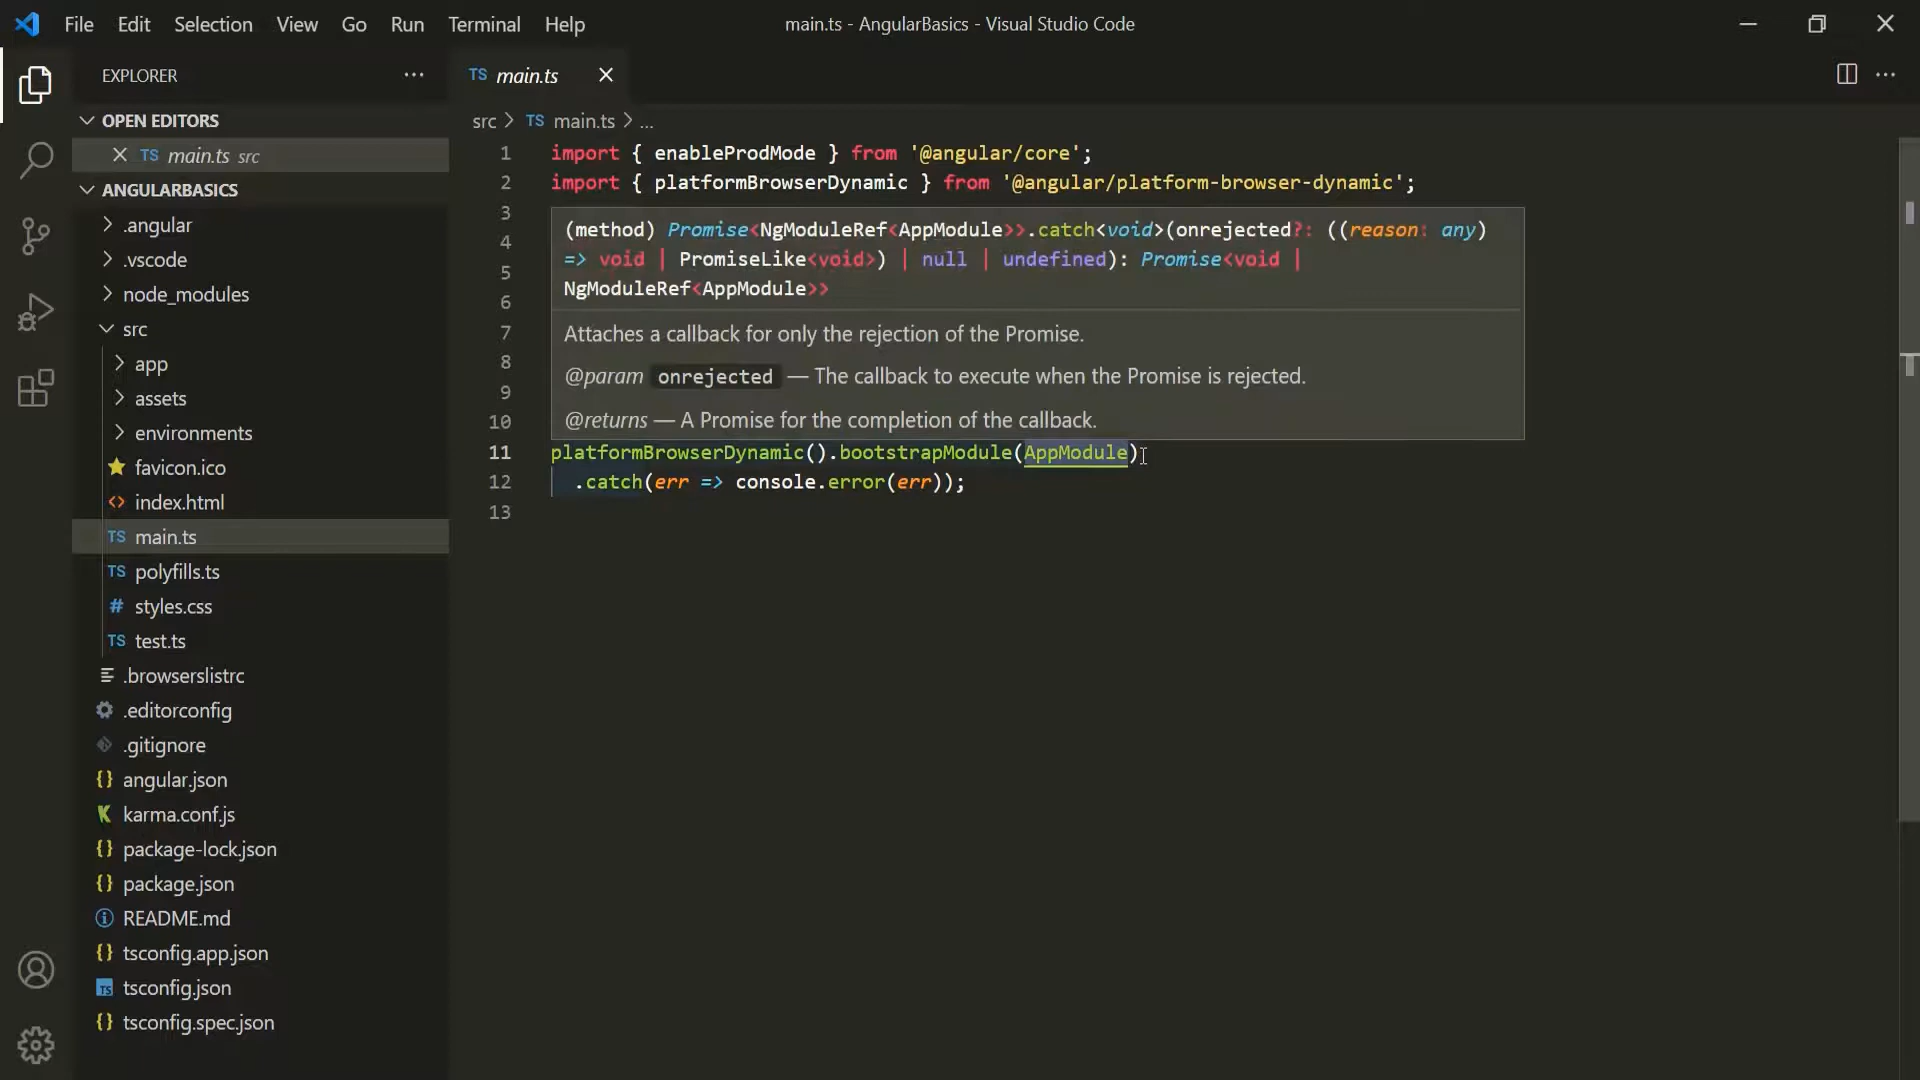 File Edit Selection View Go Run Terminal Help
main.ts - AngularBasics - Visual Studio Code
EXPLORER
OPEN EDITORS
TS main.ts src
ANGULARBASICS
.angular
.vscode
node_modules
src
app
assets
environments
favicon.ico
<> index.html
TS main.ts
TS polyfills.ts
# styles.css
TS test.ts
.browserslistrc
.editorconfig
.gitignore
{} angular.json
K karma.conf.js
{} package-lock.json
{} package.json
README.md
{} tsconfig.app.json
TS tsconfig.json
{} tsconfig.spec.json
TS main.ts
src > TS main.ts > ...
1 import { enableProdMode } from '@angular/core';
2 import { platformBrowserDynamic } from '@angular/platform-browser-dynamic';
3
4
5
6
7
8
9
10
(method) Promise<NgModuleRef<AppModule>>.catch<void>(onrejected?: ((reason: any)
=> void | PromiseLike<void>) | null | undefined): Promise<void |
NgModuleRef<AppModule>>
Attaches a callback for only the rejection of the Promise.
@param onrejected — The callback to execute when the Promise is rejected.
@returns — A Promise for the completion of the callback.
11 platformBrowserDynamic().bootstrapModule(AppModule)
12 .catch(err => console.error(err));
13